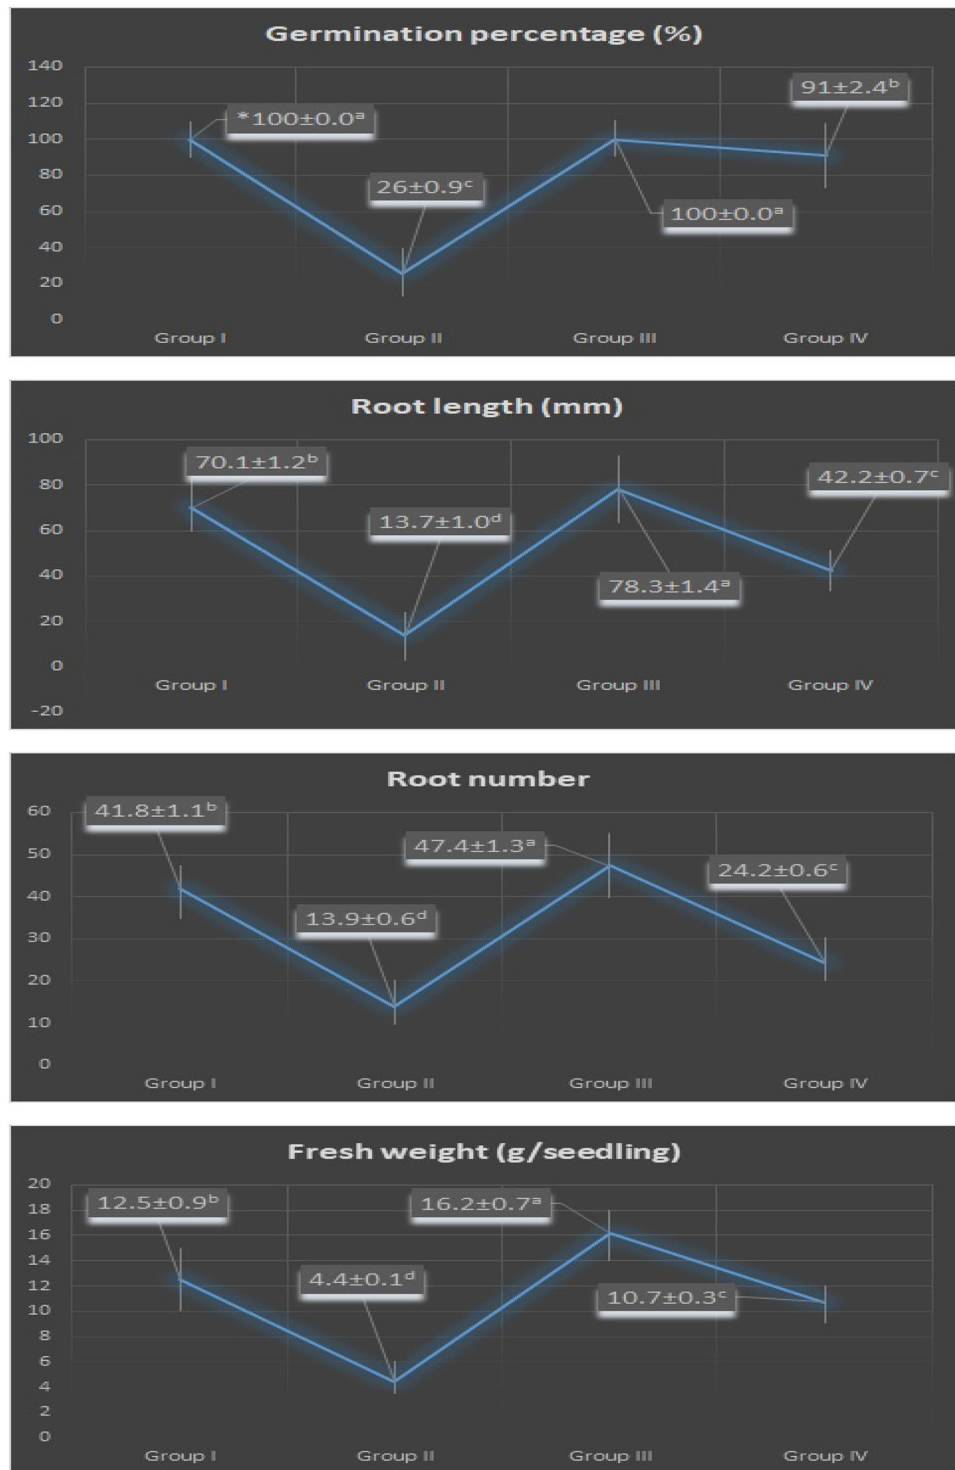 Germination percentage (%)
140
120
100
80
60
40
20
0
*100±0.0ᵃ
26±0.9ᶜ
100±0.0ᵃ
91±2.4ᵇ
Group I Group II Group III Group IV
Root length (mm)
100
80
60
40
20
0
-20
70.1±1.2ᵇ
13.7±1.0ᵈ
78.3±1.4ᵃ
42.2±0.7ᶜ
Group I Group II Group III Group IV
Root number
60
50
40
30
20
10
0
41.8±1.1ᵇ
13.9±0.6ᵈ
47.4±1.3ᵃ
24.2±0.6ᶜ
Group I Group II Group III Group IV
Fresh weight (g/seedling)
20
18
16
14
12
10
8
6
4
2
0
12.5±0.9ᵇ
4.4±0.1ᵈ
16.2±0.7ᵃ
10.7±0.3ᶜ
Group I Group II Group III Group IV